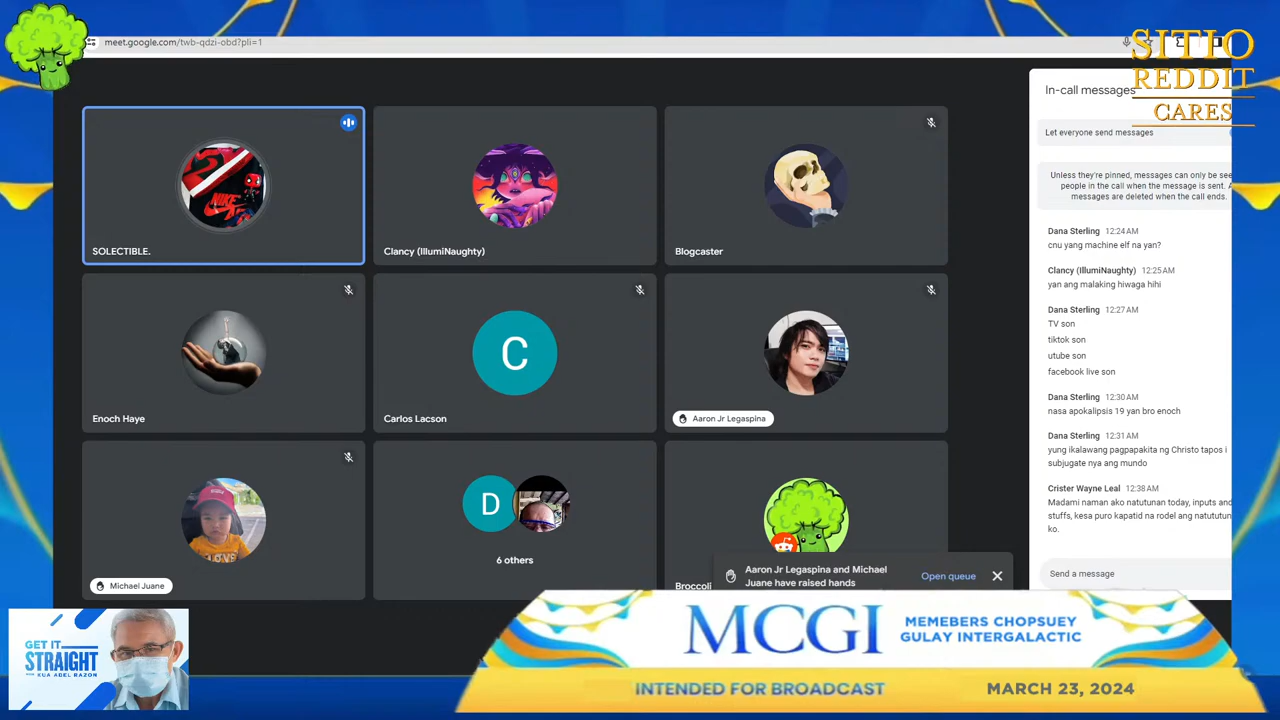 meet.google.com/twb-qdzi-obd?pli=1
SITIO
REDDIT
CARES
In-call messages
Let everyone send messages
Unless they're pinned, messages can only be see
people in the call when the message is sent. A
messages are deleted when the call ends.
Dana Sterling 12:24 AM
cnu yang machine elf na yan?
Clancy (IllumiNaughty) 12:25 AM
yan ang malaking hiwaga hihi
Dana Sterling 12:27 AM
TV son
tiktok son
utube son
facebook live son
Dana Sterling 12:30 AM
nasa apokalipsis 19 yan bro enoch
Dana Sterling 12:31 AM
yung ikalawang pagpapakita ng Christo tapos i
subjugate nya ang mundo
Crister Wayne Leal 12:38 AM
Madami naman ako natutunan today, inputs and
stuffs, kesa puro kapatid na rodel ang natutun
ko.
Send a message
SOLECTIBLE.
Clancy (IllumiNaughty)
Blogcaster
NIKE
Enoch Haye
C
Carlos Lacson
Aaron Jr Legaspina
LOVE
Michael Juane
D
6 others
Broccoli
Aaron Jr Legaspina and Michael
Juane have raised hands
Open queue
GET IT
STRAIGHT
WITH KUA ADEL RAZON
MCGI
MEMEBERS CHOPSUEY
GULAY INTERGALACTIC
INTENDED FOR BROADCAST
MARCH 23, 2024